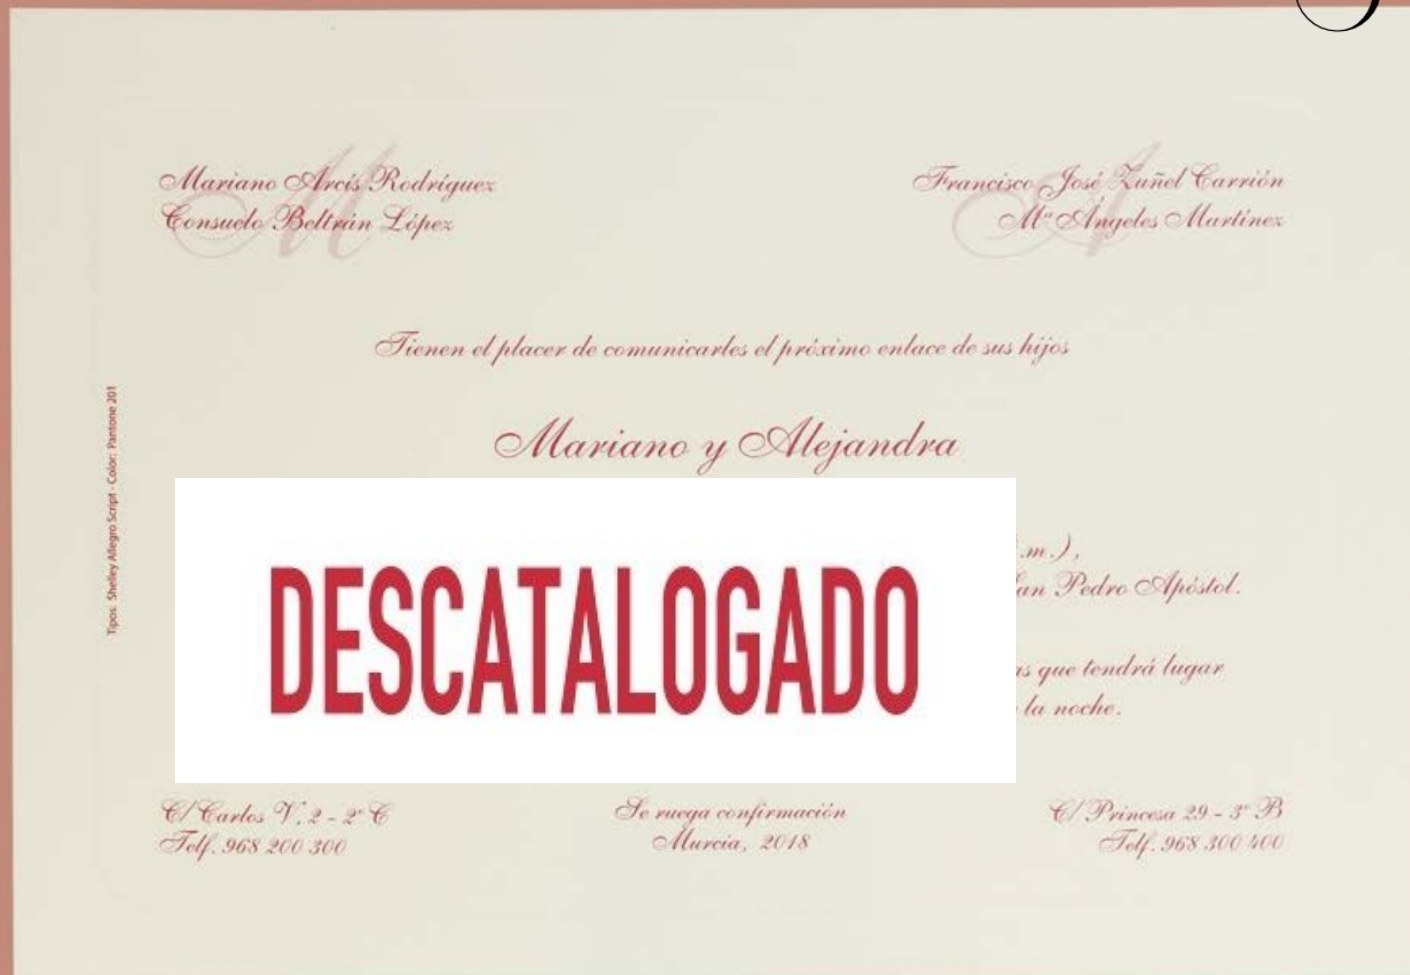 Mariano Arcís Rodríguez
Consuelo Beltrán López
Francisco José Zuñel Carrión
Mª Ángeles Martínez
M
A
Tienen el placer de comunicarles el próximo enlace de sus hijos
Mariano y Alejandra
.m.),
an Pedro Apóstol.
as que tendrá lugar
la noche.
DESCATALOGADO
Tipos: Shelley Allegro Script - Color: Pantone 201
C/ Carlos V, 2 - 2º C
Telf. 968 200 300
Se ruega confirmación
Murcia, 2018
C/ Princesa 29 - 3º B
Telf. 968 300 400